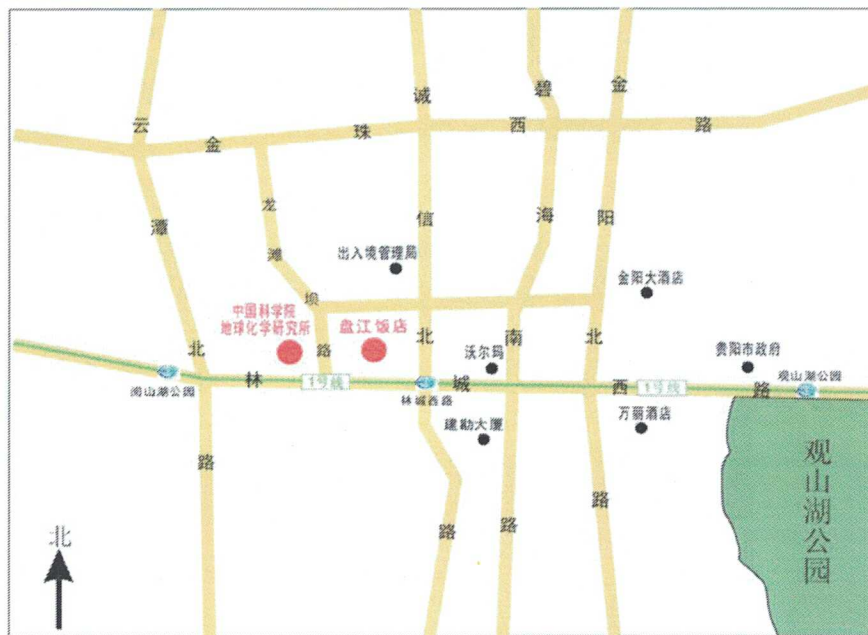 云潭北路
金珠西路
诚信北路
碧海南路
金阳北路
龙滩坝路
出入境管理局
金阳大酒店
中国科学院
地球化学研究所
盘江饭店
沃尔玛
贵阳市政府
观山湖公园
阅山湖公园
林城西路
1号线
林城西路
1号线
建勘大厦
万丽酒店
观山湖公园
北